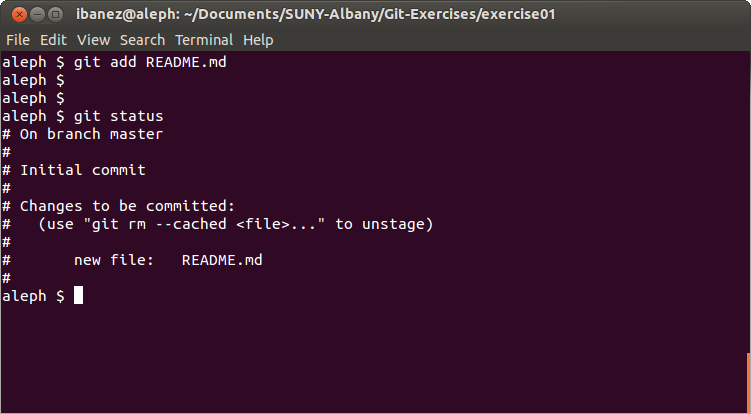 ibanez@aleph: ~/Documents/SUNY-Albany/Git-Exercises/exercise01
File Edit View Search Terminal Help
aleph $ git add README.md
aleph $
aleph $
aleph $ git status
# On branch master
#
# Initial commit
#
# Changes to be committed:
#   (use "git rm --cached <file>..." to unstage)
#
#       new file:   README.md
#
aleph $